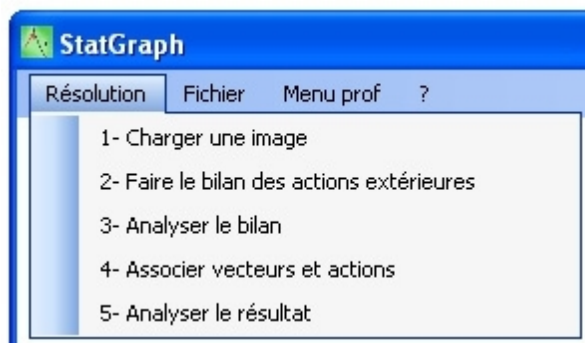 StatGraph
Résolution Fichier Menu prof ?
1- Charger une image
2- Faire le bilan des actions extérieures
3- Analyser le bilan
4- Associer vecteurs et actions
5- Analyser le résultat